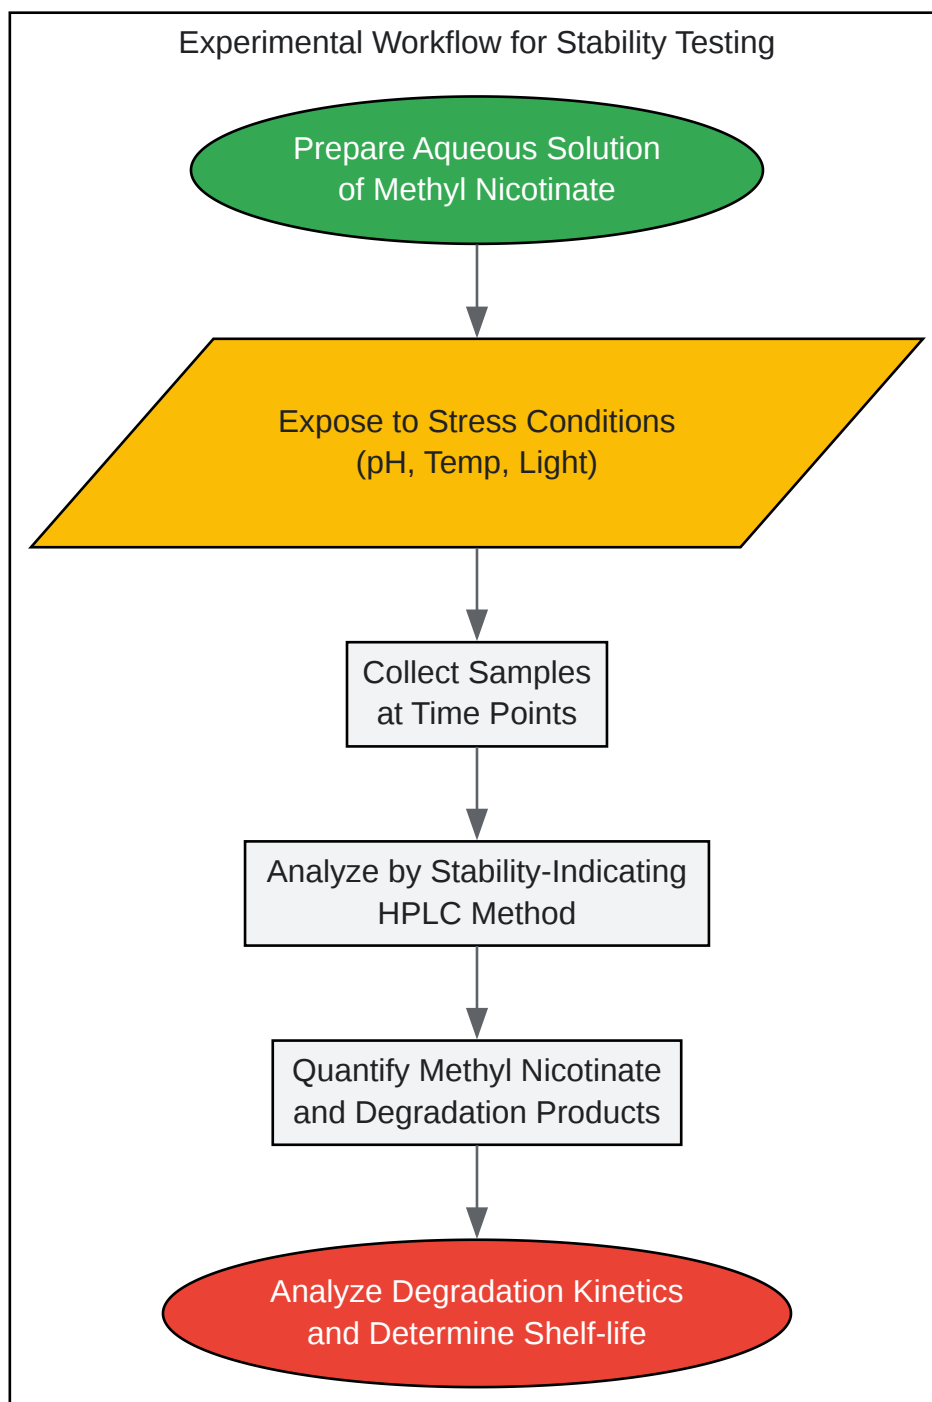 Experimental Workflow for Stability Testing
Prepare Aqueous Solution
of Methyl Nicotinate
Expose to Stress Conditions
(pH, Temp, Light)
Collect Samples
at Time Points
Analyze by Stability-Indicating
HPLC Method
Quantify Methyl Nicotinate
and Degradation Products
Analyze Degradation Kinetics
and Determine Shelf-life